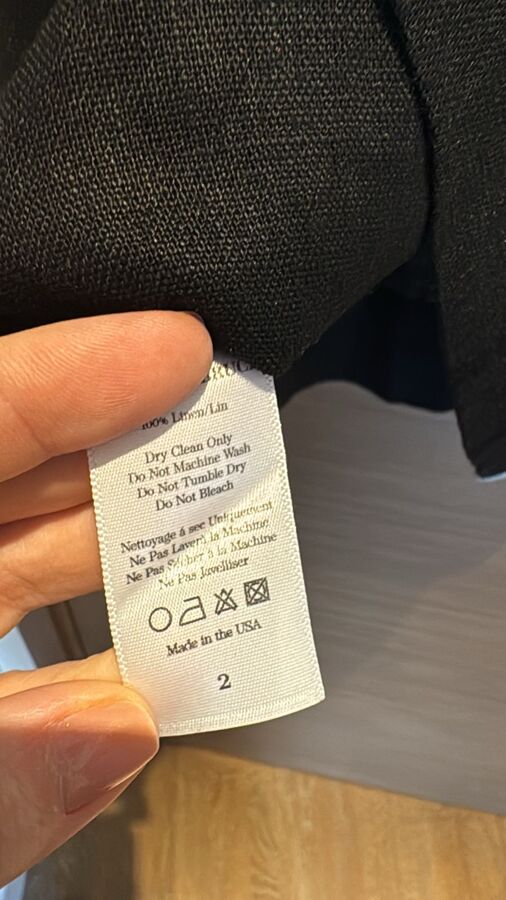 100% Linen/Lin
Dry Clean Only
Do Not Machine Wash
Do Not Tumble Dry
Do Not Bleach
Nettoyage á sec Uniquement
Ne Pas Laver à la Machine
Ne Pas Sécher à la Machine
Ne Pas Javelliser
Made in the USA
2